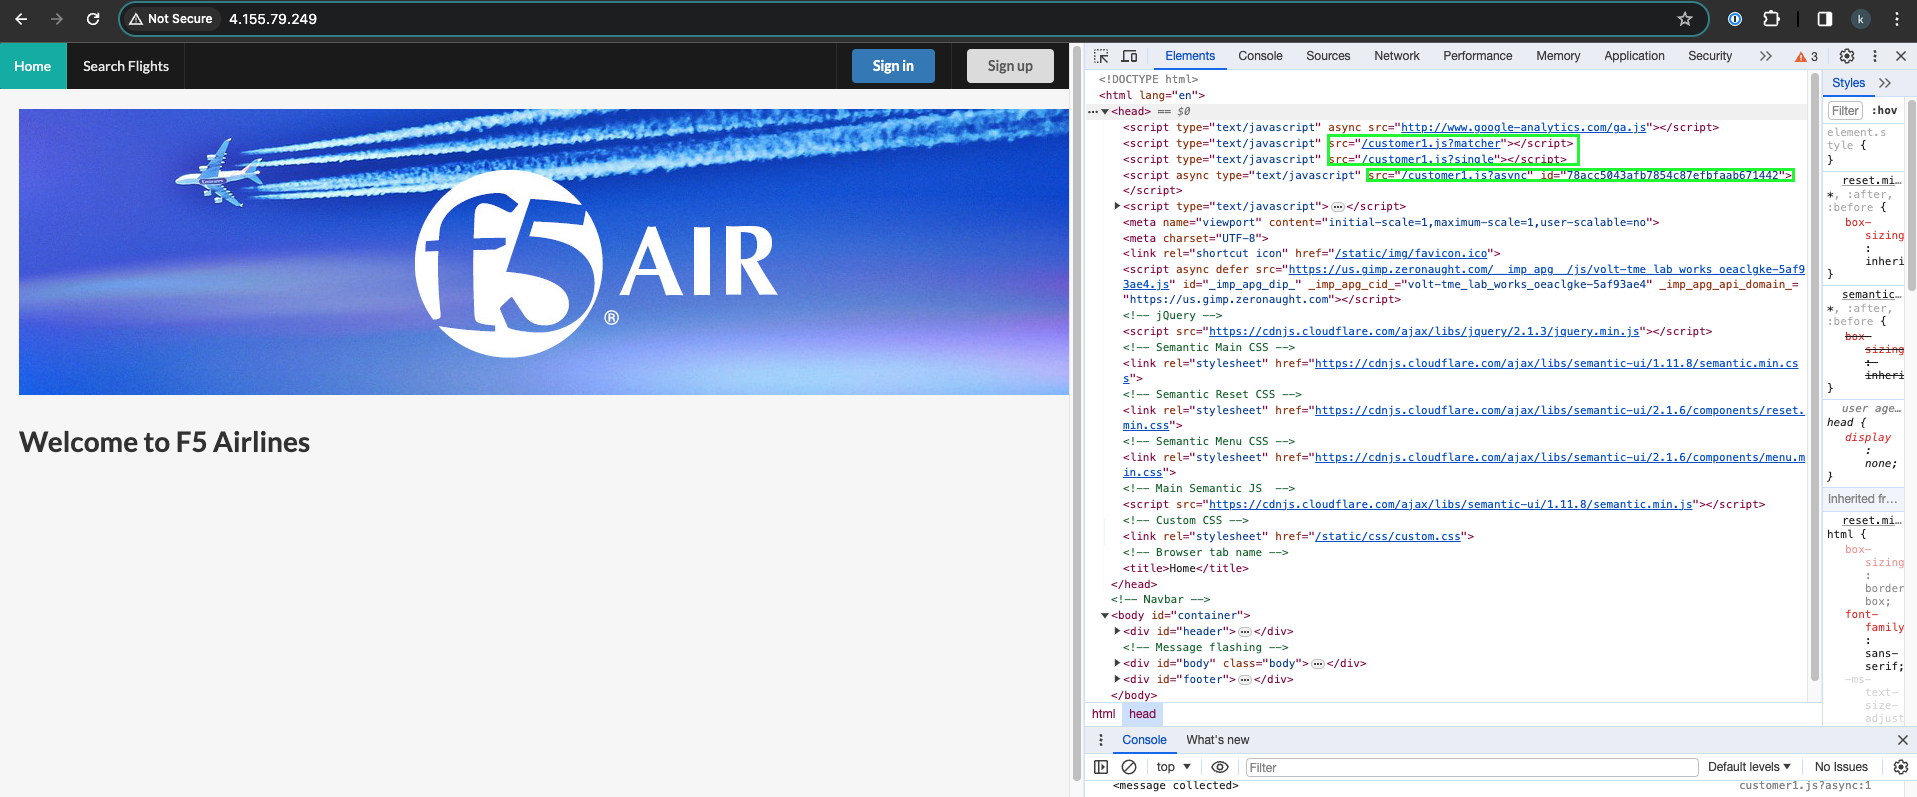 Not Secure 4.155.79.249
k
Home Search Flights Sign in Sign up
f5 AIR
®
Welcome to F5 Airlines
Elements Console Sources Network Performance Memory Application Security 3
<!DOCTYPE html>
<html lang="en">
<head> == $0
<script type="text/javascript" async src="http://www.google-analytics.com/ga.js"></script>
<script type="text/javascript" src="/customer1.js?matcher"></script>
<script type="text/javascript" src="/customer1.js?single"></script>
<script async type="text/javascript" src="/customer1.js?async" id="78acc5043afb7854c87efbfaab671442">
</script>
<script type="text/javascript"> ⋯ </script>
<meta name="viewport" content="initial-scale=1,maximum-scale=1,user-scalable=no">
<meta charset="UTF-8">
<link rel="shortcut icon" href="/static/img/favicon.ico">
<script async defer src="https://us.gimp.zeronaught.com/__imp_apg__/js/volt-tme_lab_works_oeaclgke-5af9
3ae4.js" id="_imp_apg_dip_" _imp_apg_cid_="volt-tme_lab_works_oeaclgke-5af93ae4" _imp_apg_api_domain_=
"https://us.gimp.zeronaught.com"></script>
<!-- jQuery -->
<script src="https://cdnjs.cloudflare.com/ajax/libs/jquery/2.1.3/jquery.min.js"></script>
<!-- Semantic Main CSS -->
<link rel="stylesheet" href="https://cdnjs.cloudflare.com/ajax/libs/semantic-ui/1.11.8/semantic.min.cs
s">
<!-- Semantic Reset CSS -->
<link rel="stylesheet" href="https://cdnjs.cloudflare.com/ajax/libs/semantic-ui/2.1.6/components/reset.
min.css">
<!-- Semantic Menu CSS -->
<link rel="stylesheet" href="https://cdnjs.cloudflare.com/ajax/libs/semantic-ui/2.1.6/components/menu.m
in.css">
<!-- Main Semantic JS  -->
<script src="https://cdnjs.cloudflare.com/ajax/libs/semantic-ui/1.11.8/semantic.min.js"></script>
<!-- Custom CSS -->
<link rel="stylesheet" href="/static/css/custom.css">
<!-- Browser tab name -->
<title>Home</title>
</head>
<!-- Navbar -->
<body id="container">
<div id="header"> ⋯ </div>
<!-- Message flashing -->
<div id="body" class="body"> ⋯ </div>
<div id="footer"> ⋯ </div>
</body>
html head
Styles
Filter :hov
element.s
tyle {
}
reset.mi…
*, :after,
:before {
box-
sizing
:
inheri
}
semantic…
*, :after,
:before {
box-
sizing
:
inheri
}
user age…
head {
display
:
none;
}
Inherited fr…
reset.mi…
html {
box-
sizing
:
border
box;
font-
family
:
sans-
serif;
-ms-
text-
size-
adjust
Console What's new
top Filter Default levels No Issues
<message collected> customer1.js?async:1